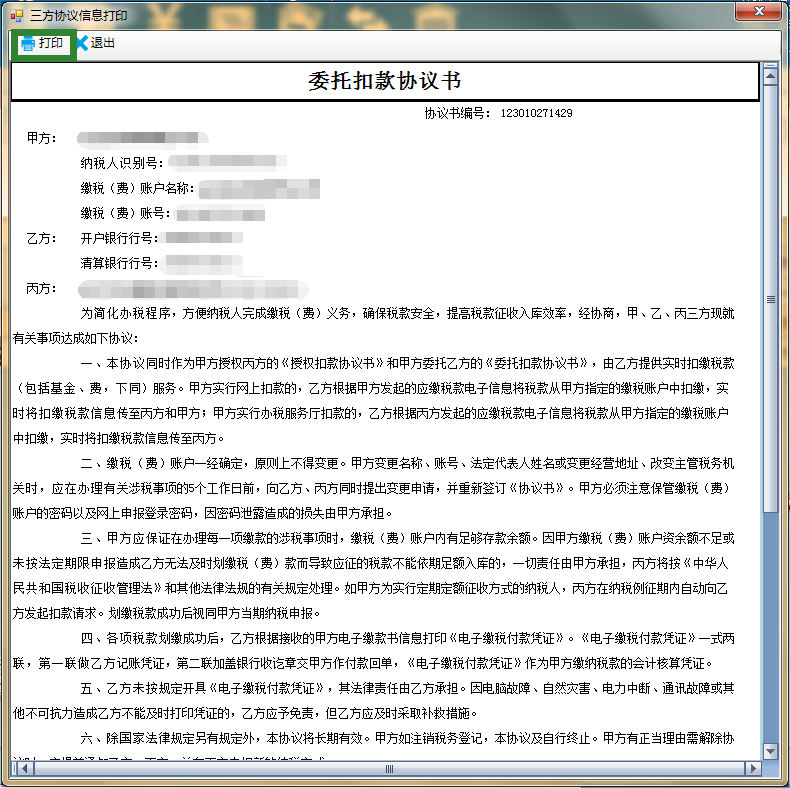 三方协议信息打印
打印 退出
委托扣款协议书
协议书编号： 123010271429
甲方：
纳税人识别号：
缴税（费）账户名称：
缴税（费）账号：
乙方： 开户银行行号：
清算银行行号：
丙方：
为简化办税程序，方便纳税人完成缴税（费）义务，确保税款安全，提高税款征收入库效率，经协商，甲、乙、丙三方现就
有关事项达成如下协议：
一、本协议同时作为甲方授权丙方的《授权扣款协议书》和甲方委托乙方的《委托扣款协议书》，由乙方提供实时扣缴税款
（包括基金、费，下同）服务。甲方实行网上扣款的，乙方根据甲方发起的应缴税款电子信息将税款从甲方指定的缴税账户中扣缴，实
时将扣缴税款信息传至丙方和甲方；甲方实行办税服务厅扣款的，乙方根据丙方发起的应缴税款电子信息将税款从甲方指定的缴税账户
中扣缴，实时将扣缴税款信息传至丙方。
二、缴税（费）账户一经确定，原则上不得变更。甲方变更名称、账号、法定代表人姓名或变更经营地址、改变主管税务机
关时，应在办理有关涉税事项的5个工作日前，向乙方、丙方同时提出变更申请，并重新签订《协议书》。甲方必须注意保管缴税（费）
账户的密码以及网上申报登录密码，因密码泄露造成的损失由甲方承担。
三、甲方应保证在办理每一项缴款的涉税事项时，缴税（费）账户内有足够存款余额。因甲方缴税（费）账户资余额不足或
未按法定期限申报造成乙方无法及时划缴税（费）款而导致应征的税款不能依期足额入库的，一切责任由甲方承担，丙方将按《中华人
民共和国税收征收管理法》和其他法律法规的有关规定处理。如甲方为实行定期定额征收方式的纳税人，丙方在纳税例征期内自动向乙
方发起扣款请求。划缴税款成功后视同甲方当期纳税申报。
四、各项税款划缴成功后，乙方根据接收的甲方电子缴款书信息打印《电子缴税付款凭证》。《电子缴税付款凭证》一式两
联，第一联做乙方记账凭证，第二联加盖银行收讫章交甲方作付款回单，《电子缴税付款凭证》作为甲方缴纳税款的会计核算凭证。
五、乙方未按规定开具《电子缴税付款凭证》，其法律责任由乙方承担。因电脑故障、自然灾害、电力中断、通讯故障或其
他不可抗力造成乙方不能及时打印凭证的，乙方应予免责，但乙方应及时采取补救措施。
六、除国家法律规定另有规定外，本协议将长期有效。甲方如注销税务登记，本协议及自行终止。甲方有正当理由需解除协